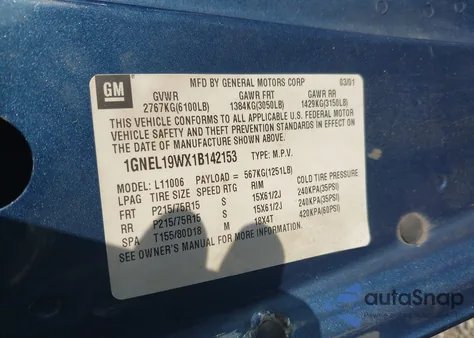 GM
MFD BY GENERAL MOTORS CORP 03/01
GVWR GAWR FRT GAWR RR
2767KG(6100LB) 1384KG(3050LB) 1429KG(3150LB)
THIS VEHICLE CONFORMS TO ALL APPLICABLE U.S. FEDERAL MOTOR
VEHICLE SAFETY AND THEFT PREVENTION STANDARDS IN EFFECT ON
THE DATE OF MANUFACTURE SHOWN ABOVE.
1GNEL19WX1B142153 TYPE: M.P.V.
MODEL: L11006 PAYLOAD = 567KG(1251LB)
LPAG TIRE SIZE SPEED RTG RIM COLD TIRE PRESSURE
FRT P215/75R15 S 15X61/2J 240KPA(35PSI)
RR P215/75R15 S 15X61/2J 240KPA(35PSI)
SPA T155/80D18 M 18X4T 420KPA(60PSI)
SEE OWNER'S MANUAL FOR MORE INFORMATION.
autoSnap